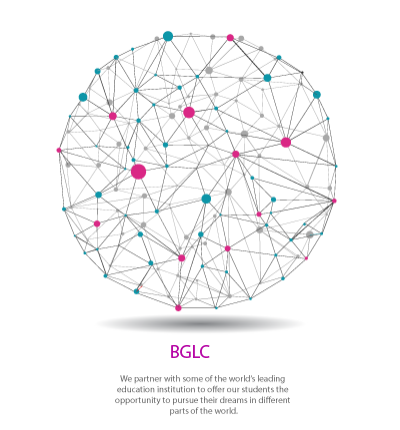 BGLC
We partner with some of the world's leading
education institution to offer our students the
opportunity to pursue their dreams in different
parts of the world.